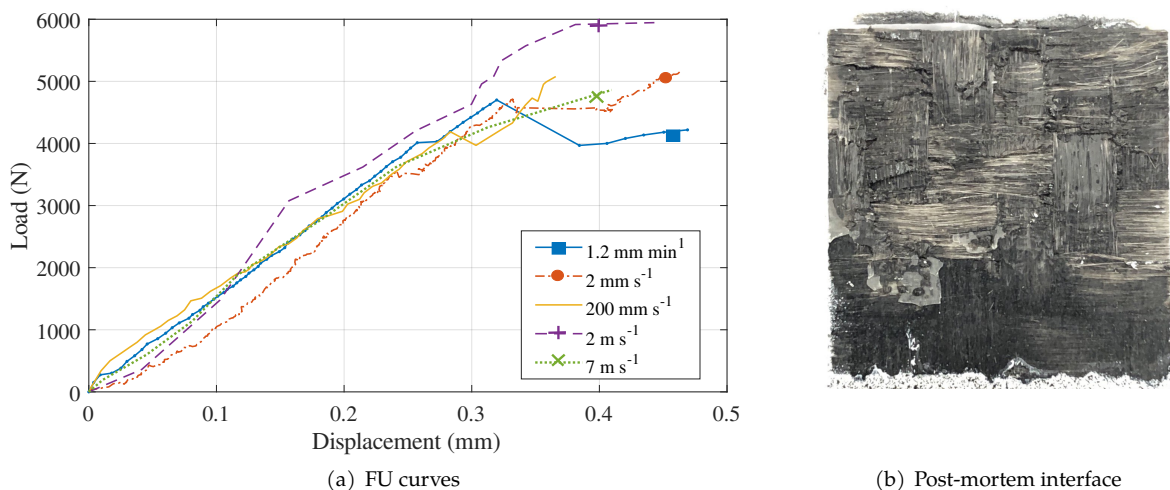 6000
5000
4000
3000
2000
1000
0
Load (N)
0 0.1 0.2 0.3 0.4 0.5
Displacement (mm)
1.2 mm min¹
2 mm s⁻¹
200 mm s⁻¹
2 m s⁻¹
7 m s⁻¹
(a) FU curves
(b) Post-mortem interface